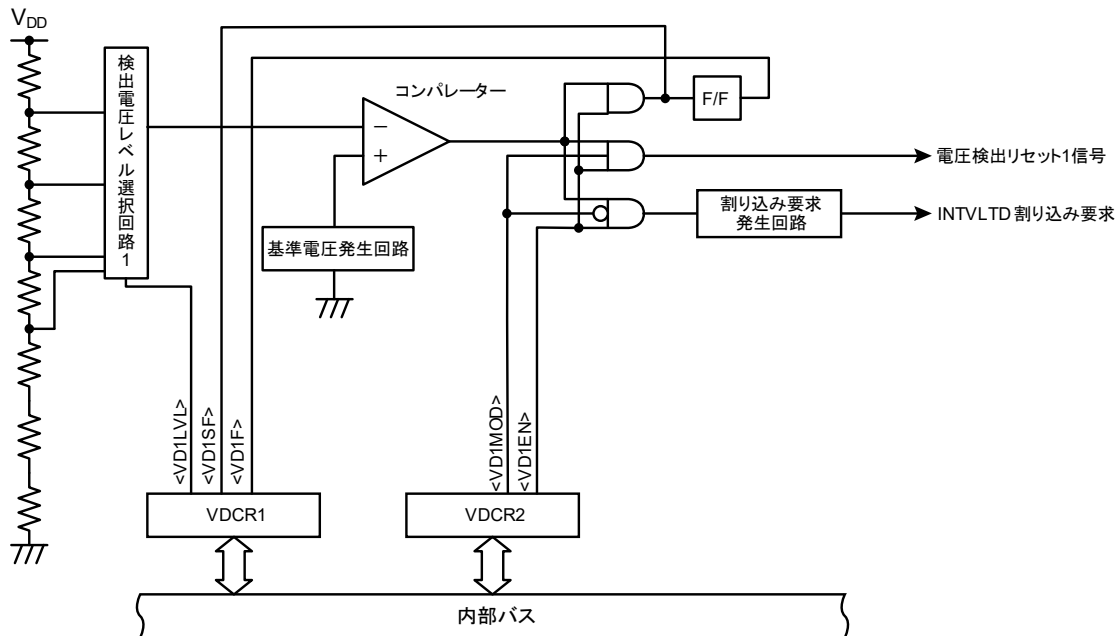 VDD
検出電圧レベル選択回路1
コンパレーター
−
+
F/F
電圧検出リセット1信号
割り込み要求
発生回路
INTVLTD 割り込み要求
基準電圧発生回路
<VD1LVL>
<VD1SF>
<VD1F>
<VD1MOD>
<VD1EN>
VDCR1
VDCR2
内部バス